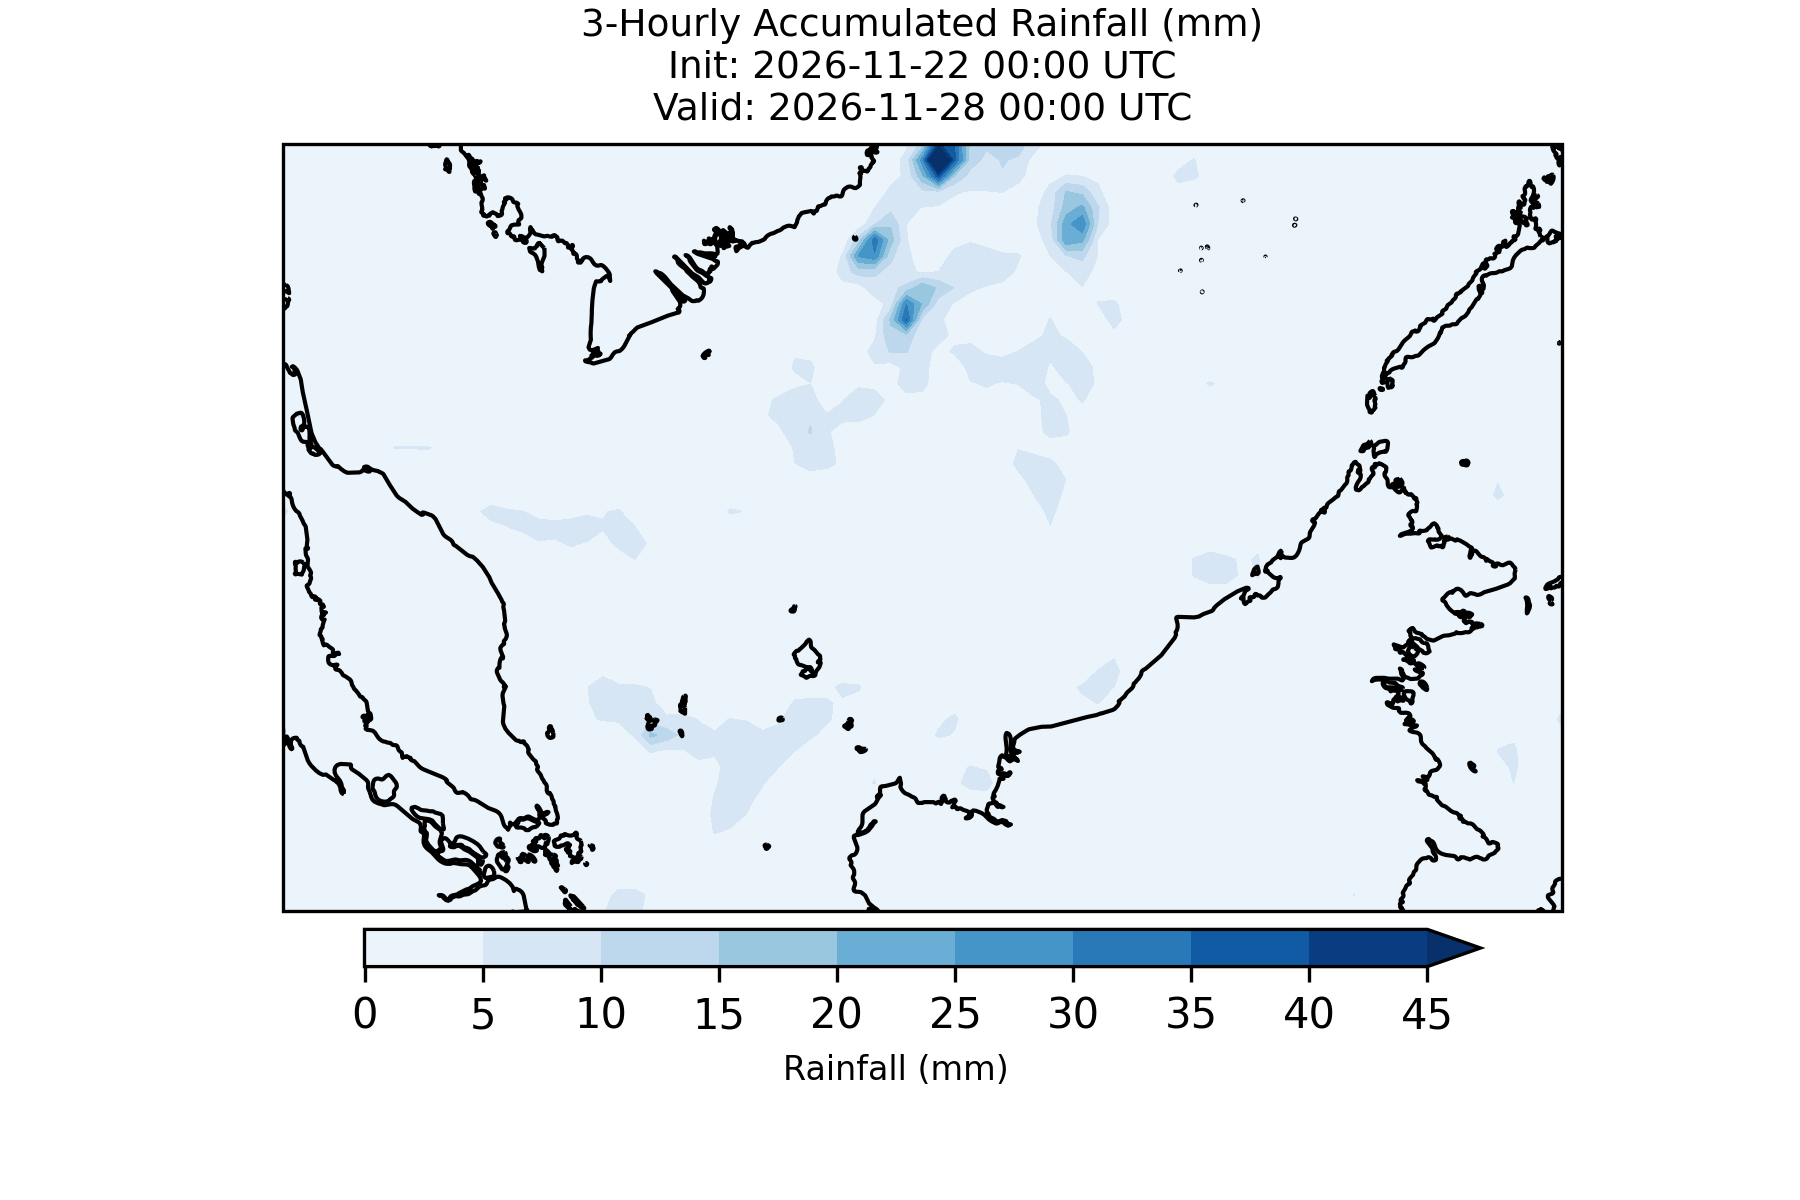 3-Hourly Accumulated Rainfall (mm)
Init: 2026-11-22 00:00 UTC
Valid: 2026-11-28 00:00 UTC
0 5 10 15 20 25 30 35 40 45
Rainfall (mm)